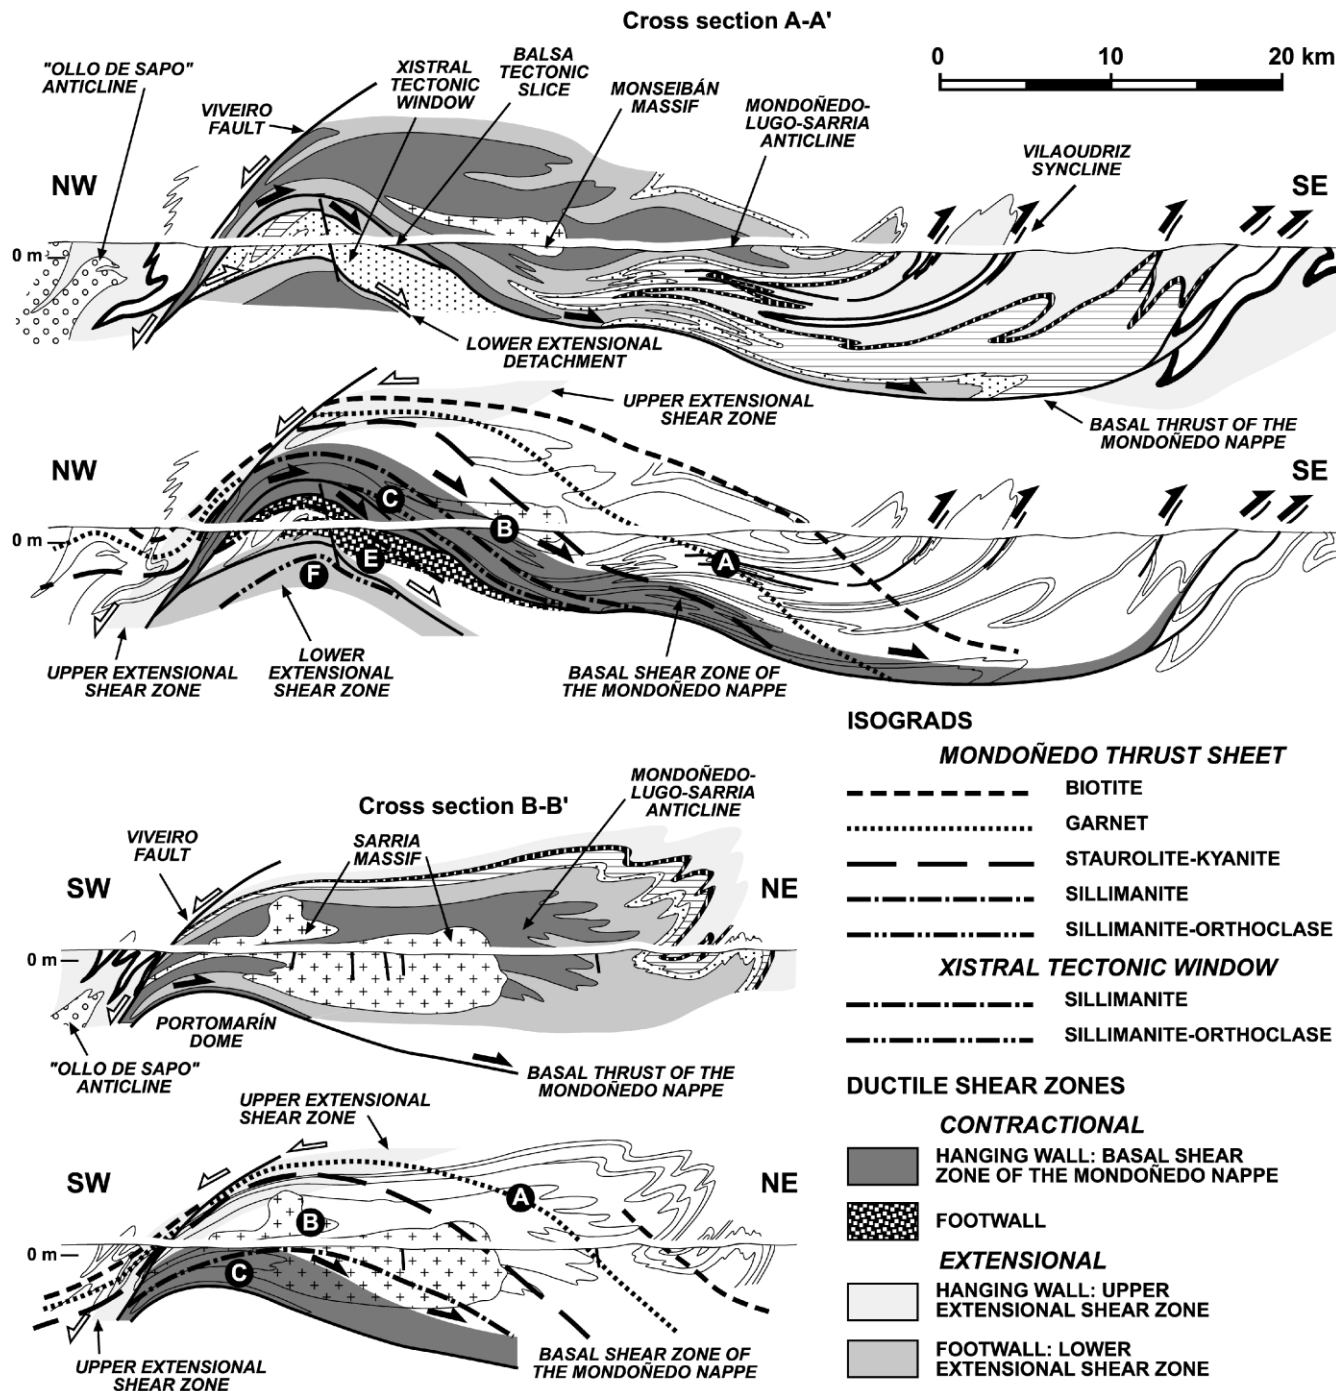 Cross section A-A'
0 10 20 km
"OLLO DE SAPO"
ANTICLINE
VIVEIRO
FAULT
XISTRAL
TECTONIC
WINDOW
BALSA
TECTONIC
SLICE
MONSEIBÁN
MASSIF
MONDOÑEDO-
LUGO-SARRIA
ANTICLINE
VILAOUDRIZ
SYNCLINE
NW
SE
0 m
LOWER EXTENSIONAL
DETACHMENT
BASAL THRUST OF THE
MONDOÑEDO NAPPE
UPPER EXTENSIONAL
SHEAR ZONE
NW
SE
0 m
C
B
A
E
F
UPPER EXTENSIONAL
SHEAR ZONE
LOWER
EXTENSIONAL
SHEAR ZONE
BASAL SHEAR ZONE OF
THE MONDOÑEDO NAPPE
Cross section B-B'
VIVEIRO
FAULT
SARRIA
MASSIF
MONDOÑEDO-
LUGO-SARRIA
ANTICLINE
SW
NE
0 m
PORTOMARÍN
DOME
"OLLO DE SAPO"
ANTICLINE
BASAL THRUST OF THE
MONDOÑEDO NAPPE
UPPER EXTENSIONAL
SHEAR ZONE
SW
NE
0 m
A
B
C
UPPER EXTENSIONAL
SHEAR ZONE
BASAL SHEAR ZONE OF
THE MONDOÑEDO NAPPE
ISOGRADS
MONDOÑEDO THRUST SHEET
BIOTITE
GARNET
STAUROLITE-KYANITE
SILLIMANITE
SILLIMANITE-ORTHOCLASE
XISTRAL TECTONIC WINDOW
SILLIMANITE
SILLIMANITE-ORTHOCLASE
DUCTILE SHEAR ZONES
CONTRACTIONAL
HANGING WALL: BASAL SHEAR
ZONE OF THE MONDOÑEDO NAPPE
FOOTWALL
EXTENSIONAL
HANGING WALL: UPPER
EXTENSIONAL SHEAR ZONE
FOOTWALL: LOWER
EXTENSIONAL SHEAR ZONE